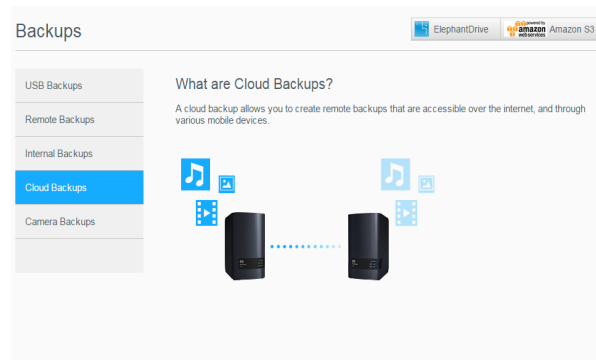 Backups
ElephantDrive
powered by
amazon
webservices
Amazon S3
USB Backups
Remote Backups
Internal Backups
Cloud Backups
Camera Backups
What are Cloud Backups?
A cloud backup allows you to create remote backups that are accessible over the internet, and through
various mobile devices.